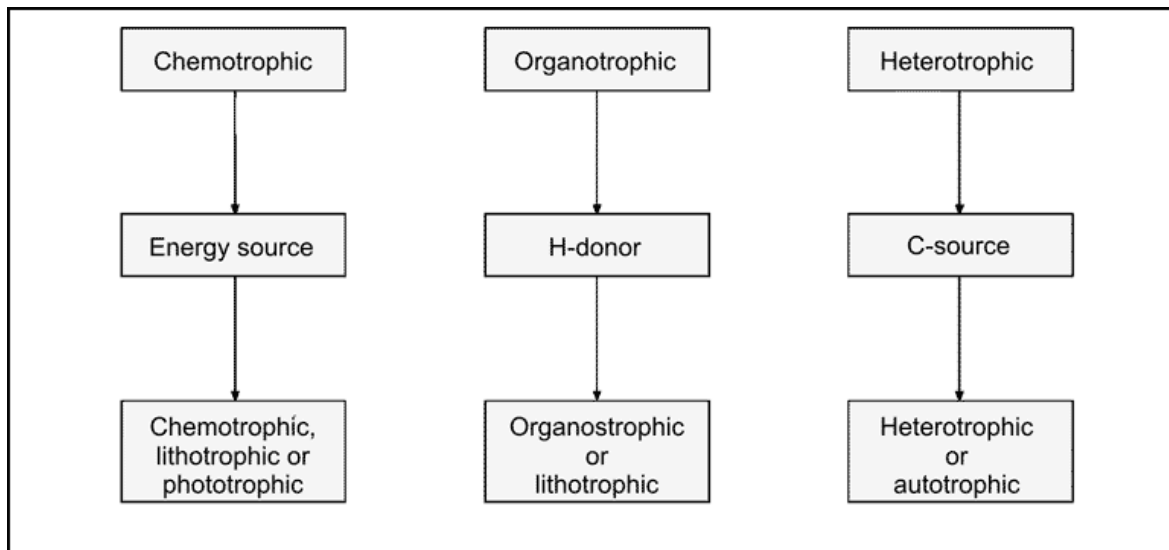 Chemotrophic
Organotrophic
Heterotrophic
Energy source
H-donor
C-source
Chemotrophic,
lithotrophic or
phototrophic
Organostrophic
or
lithotrophic
Heterotrophic
or
autotrophic